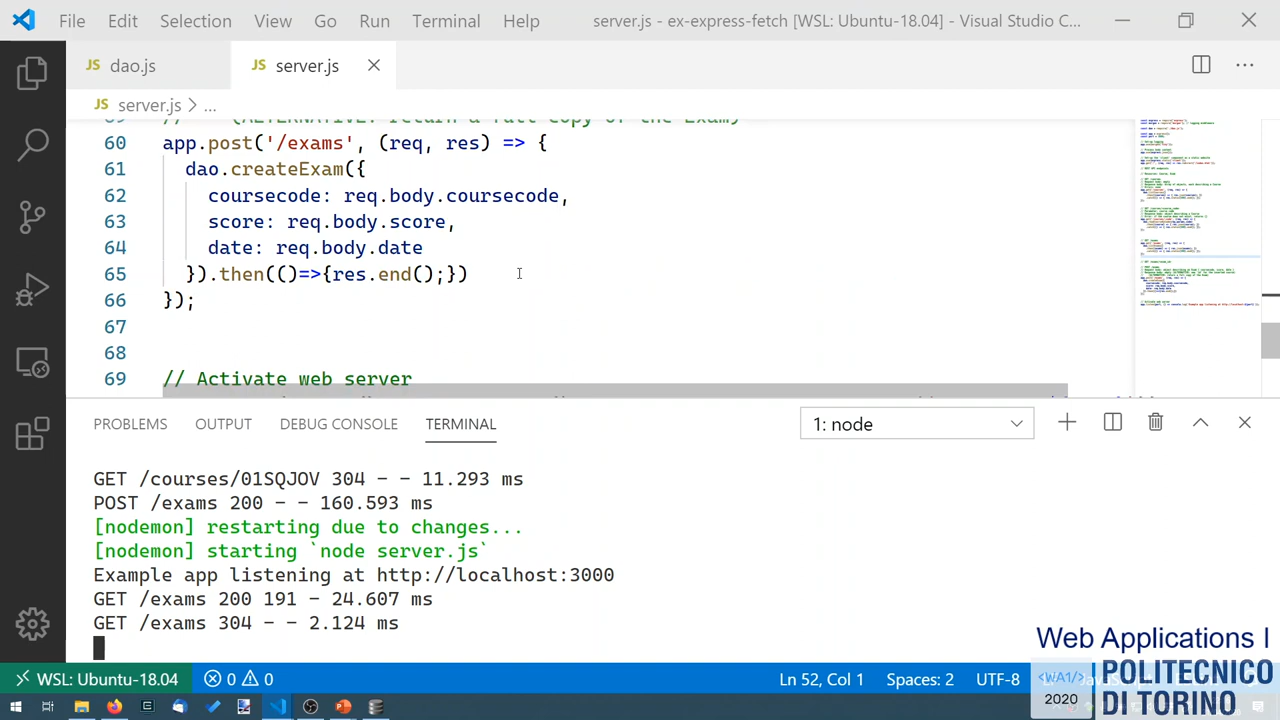 File Edit Selection View Go Run Terminal Help server.js - ex-express-fetch [WSL: Ubuntu-18.04] - Visual Studio C...
JS dao.js JS server.js
JS server.js > ...
60 app.post('/exams', (req, res) => {
61 dao.createExam({
62 coursecode: req.body.coursecode,
63 score: req.body.score,
64 date: req.body.date
65 }).then(()=>{res.end();})
66 });
67
68
69 // Activate web server
PROBLEMS OUTPUT DEBUG CONSOLE TERMINAL 1: node
GET /courses/01SQJOV 304 - - 11.293 ms
POST /exams 200 - - 160.593 ms
[nodemon] restarting due to changes...
[nodemon] starting `node server.js`
Example app listening at http://localhost:3000
GET /exams 200 191 - 24.607 ms
GET /exams 304 - - 2.124 ms
Web Applications I
WSL: Ubuntu-18.04 0 0 Ln 52, Col 1 Spaces: 2 UTF-8
<WA1/>
2020
POLITECNICO
DI TORINO